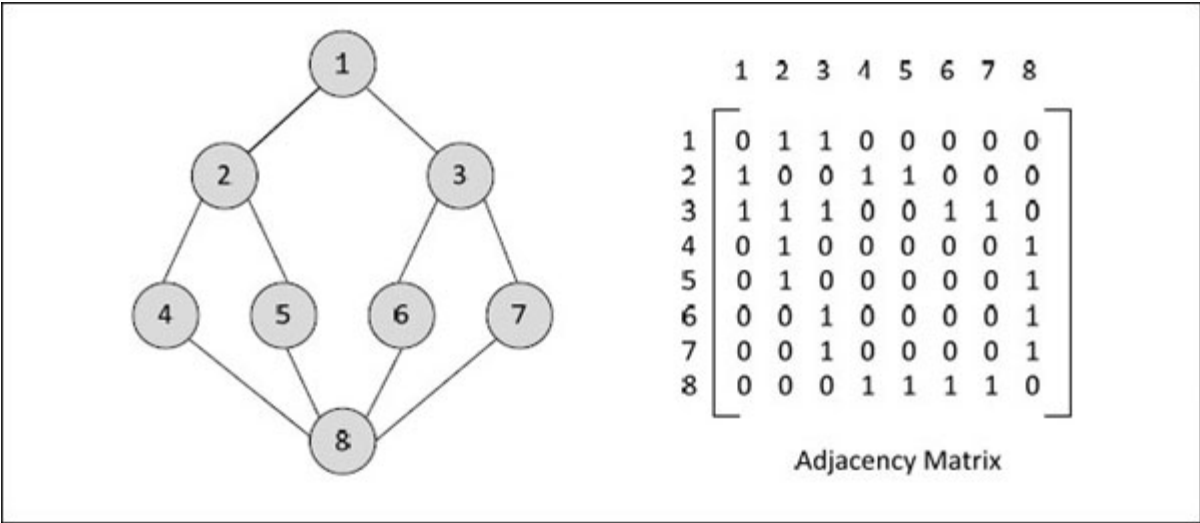 1
2 3
4 5 6 7
8
1 2 3 4 5 6 7 8
1 0 1 1 0 0 0 0 0
2 1 0 0 1 1 0 0 0
3 1 1 1 0 0 1 1 0
4 0 1 0 0 0 0 0 1
5 0 1 0 0 0 0 0 1
6 0 0 1 0 0 0 0 1
7 0 0 1 0 0 0 0 1
8 0 0 0 1 1 1 1 0
Adjacency Matrix